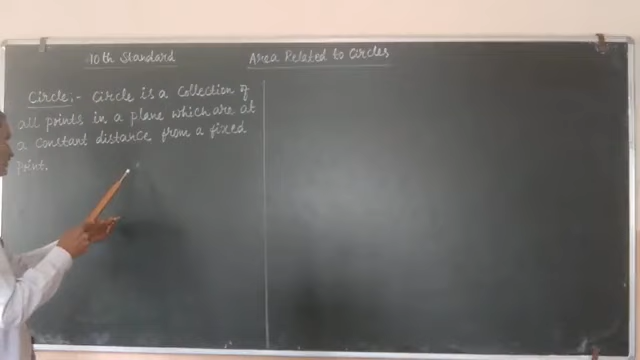 10th Standard
Area Related to Circles
Circle:- Circle is a Collection of
all points in a plane which are at
a constant distance from a fixed
point.